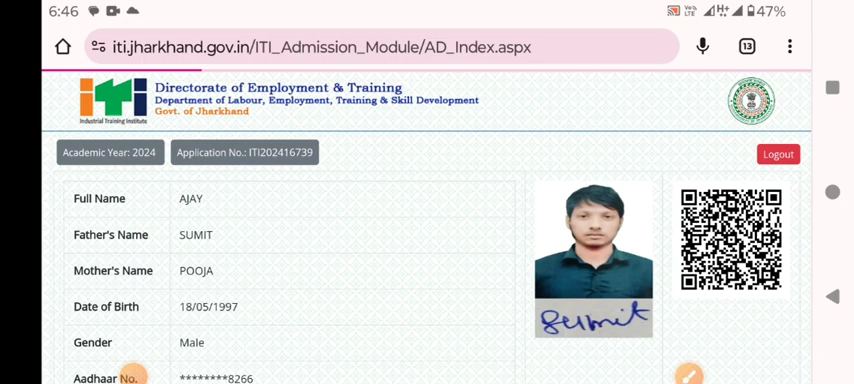 6:46
Vo)) LTE
H+
47%
iti.jharkhand.gov.in/ITI_Admission_Module/AD_Index.aspx
13
Directorate of Employment & Training
Department of Labour, Employment, Training & Skill Development
Govt. of Jharkhand
Industrial Training Institute
Academic Year: 2024
Application No.: ITI202416739
Logout
Full Name AJAY
Father's Name SUMIT
Mother's Name POOJA
Date of Birth 18/05/1997
Gender Male
Aadhaar No. ********8266
Sumit